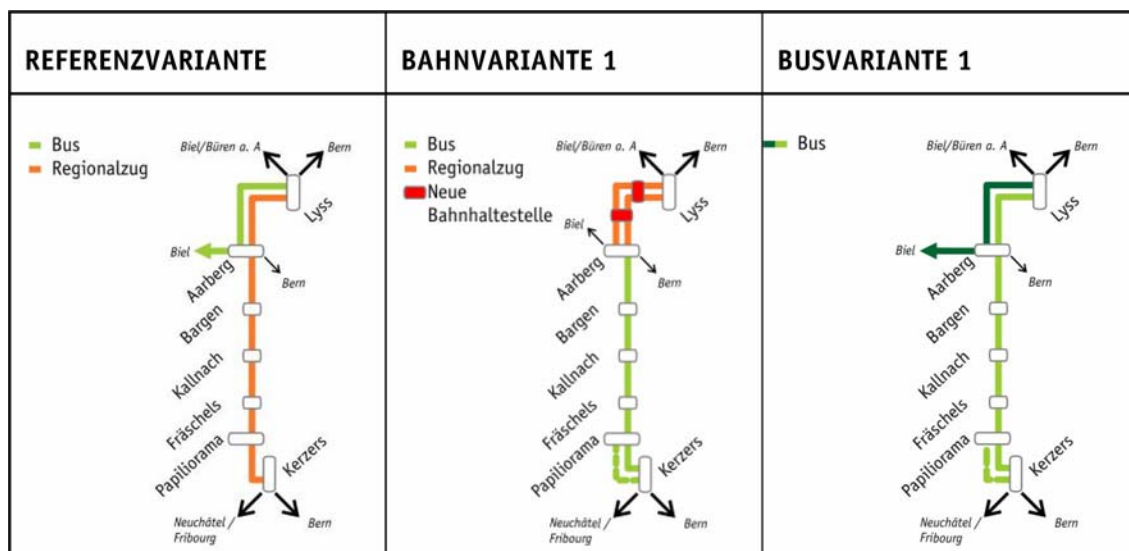 REFERENZVARIANTE
Bus
Regionalzug
Biel/Büren a. A
Bern
Lyss
Biel
Aarberg
Bern
Bargen
Kallnach
Fräschels
Papiliorama
Kerzers
Neuchâtel /
Fribourg
Bern
BAHNVARIANTE 1
Bus
Regionalzug
Neue
Bahnhaltestelle
Biel/Büren a. A
Bern
Lyss
Biel
Aarberg
Bern
Bargen
Kallnach
Fräschels
Papiliorama
Kerzers
Neuchâtel /
Fribourg
Bern
BUSVARIANTE 1
Bus
Biel/Büren a. A
Bern
Lyss
Biel
Aarberg
Bern
Bargen
Kallnach
Fräschels
Papiliorama
Kerzers
Neuchâtel /
Fribourg
Bern